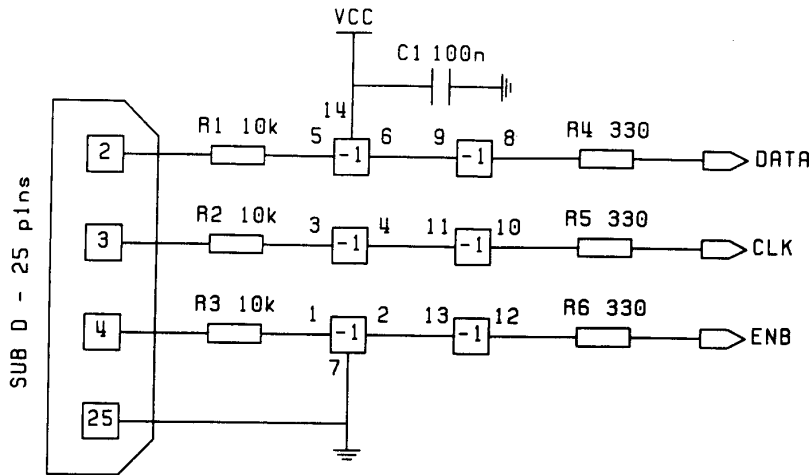 VCC
C1 100n
14
2
R1 10k
5
-1
6
9
-1
8
R4 330
DATA
3
R2 10k
3
-1
4
11
-1
10
R5 330
CLK
4
R3 10k
1
-1
2
13
-1
12
R6 330
ENB
7
25
SUB D - 25 pins